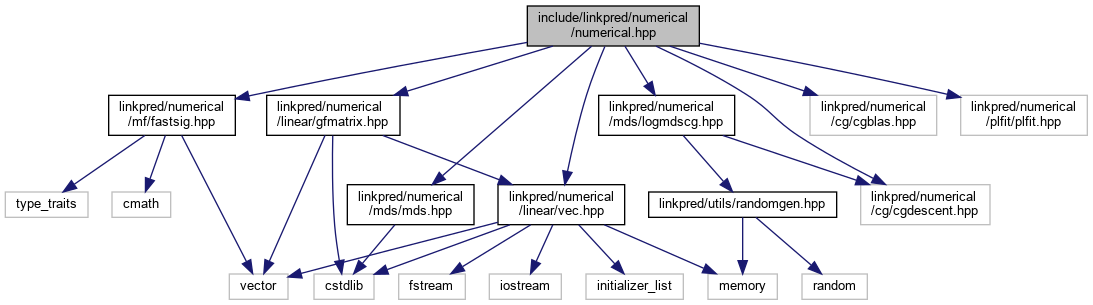 include/linkpred/numerical
/numerical.hpp
linkpred/numerical
/mf/fastsig.hpp
linkpred/numerical
/linear/gfmatrix.hpp
linkpred/numerical
/mds/logmdscg.hpp
linkpred/numerical
/cg/cgblas.hpp
linkpred/numerical
/plfit/plfit.hpp
type_traits
cmath
linkpred/numerical
/mds/mds.hpp
linkpred/numerical
/linear/vec.hpp
linkpred/utils/randomgen.hpp
linkpred/numerical
/cg/cgdescent.hpp
vector
cstdlib
fstream
iostream
initializer_list
memory
random